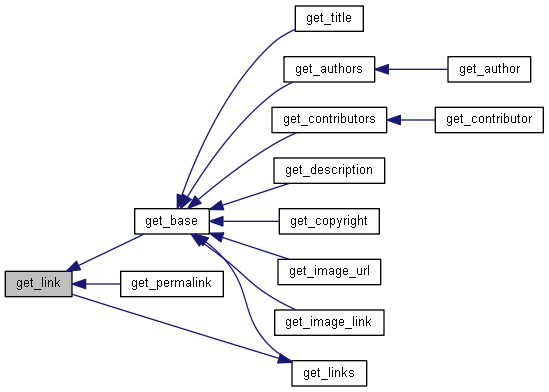 get_title
get_authors
get_author
get_contributors
get_contributor
get_description
get_base
get_copyright
get_image_url
get_link
get_permalink
get_image_link
get_links